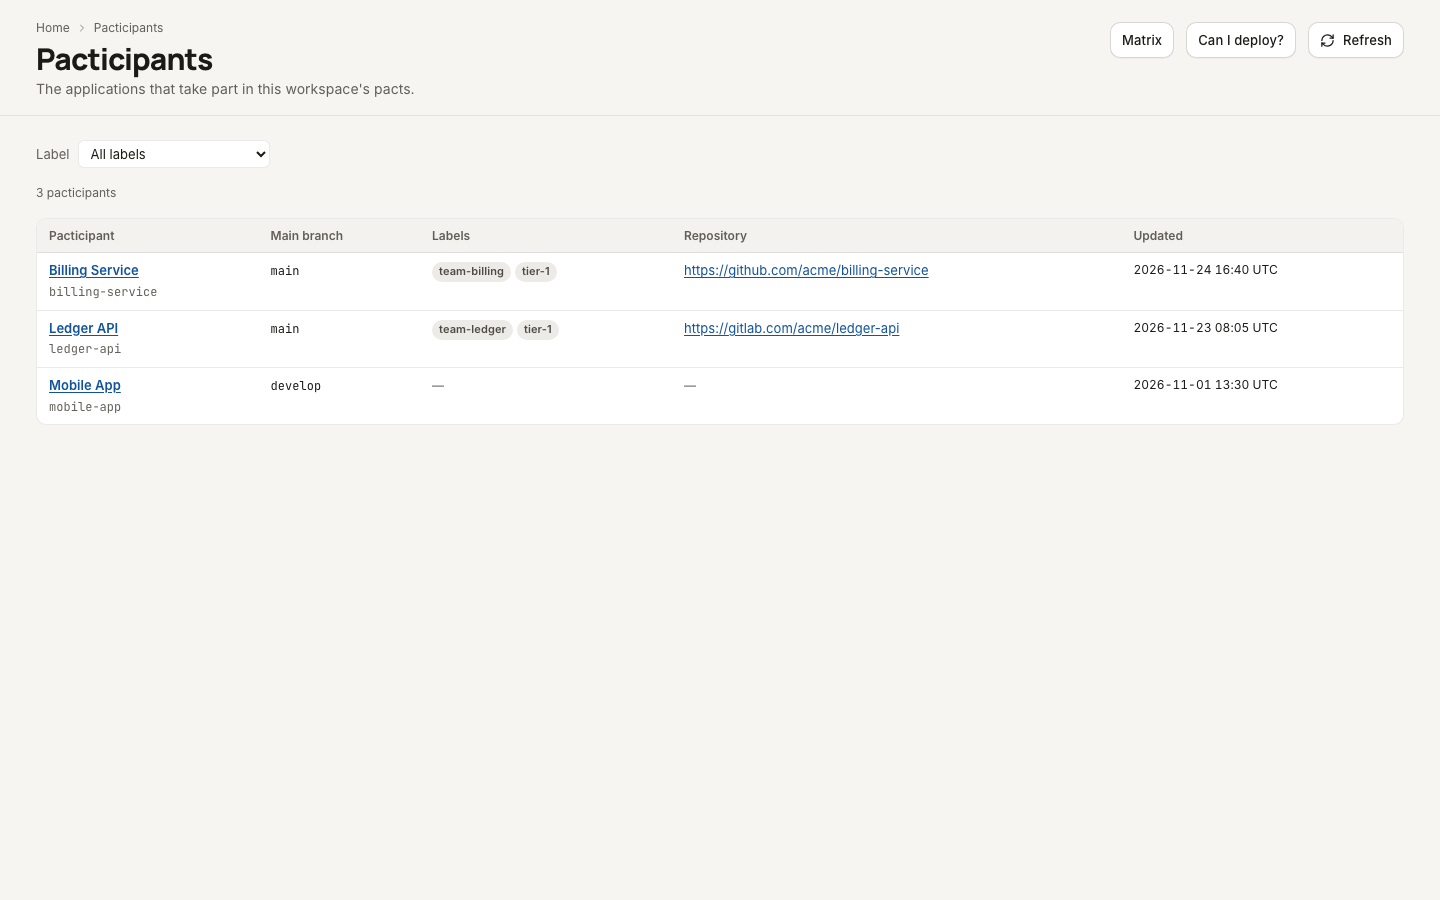 Home > Pacticipants
Pacticipants
The applications that take part in this workspace's pacts.
Matrix
Can I deploy?
Refresh
Label All labels
3 pacticipants
Pacticipant Main branch Labels Repository Updated
Billing Service main team-billing tier-1 https://github.com/acme/billing-service 2026-11-24 16:40 UTC
billing-service
Ledger API main team-ledger tier-1 https://gitlab.com/acme/ledger-api 2026-11-23 08:05 UTC
ledger-api
Mobile App develop — — 2026-11-01 13:30 UTC
mobile-app